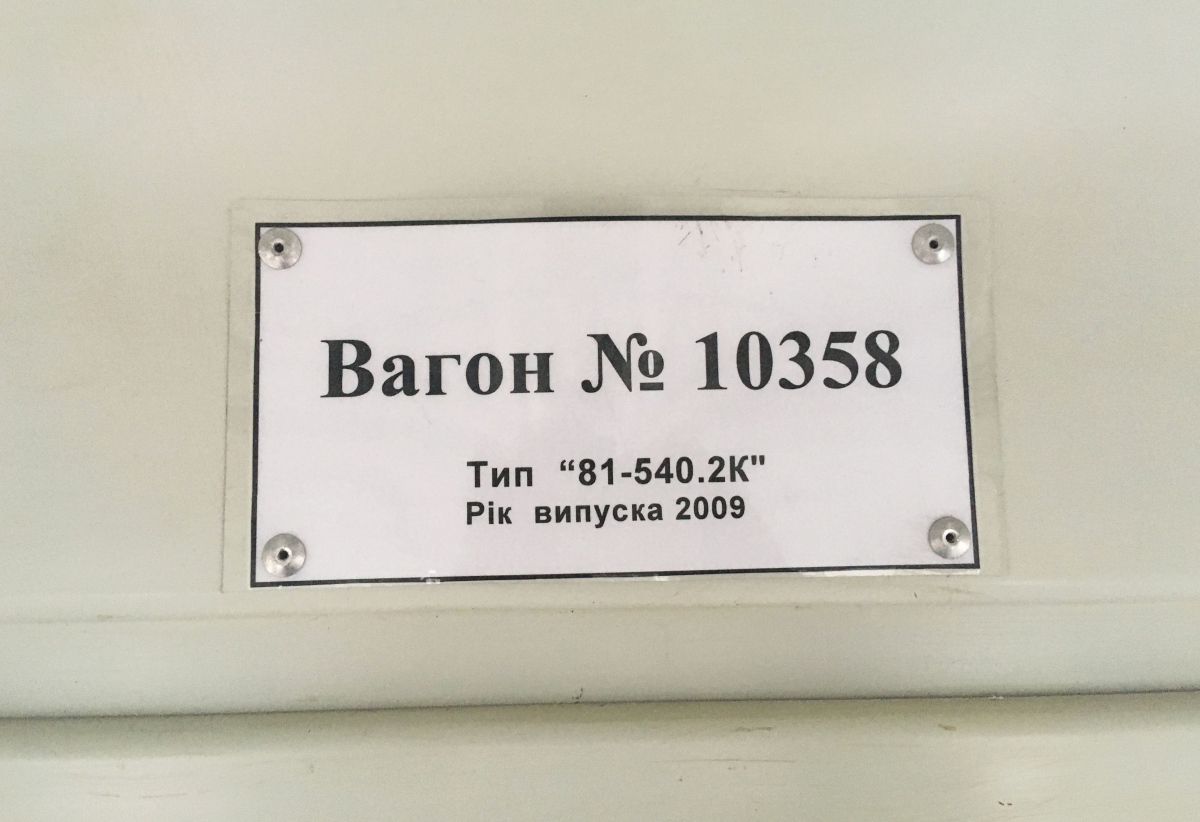 Вагон № 10358
Тип “81-540.2К"
Рік випуска 2009